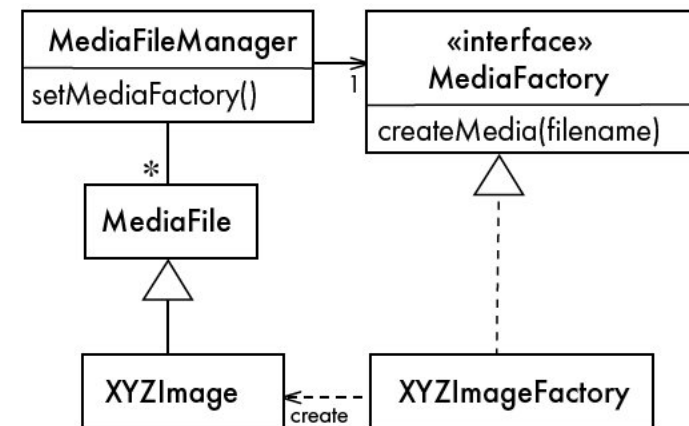 MediaFileManager
setMediaFactory()
«interface»
MediaFactory
1
createMedia(filename)
*
MediaFile
XYZImage
create
XYZImageFactory